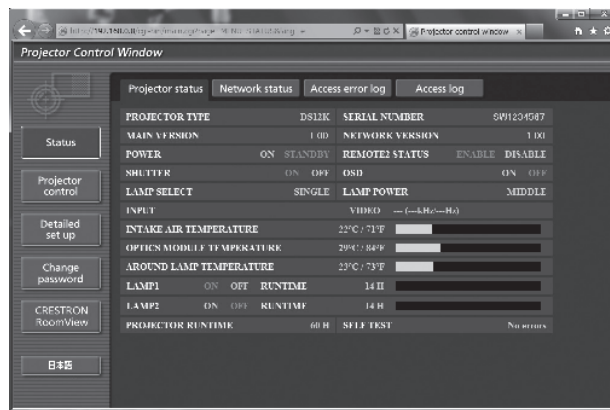 Projector control window
Projector Control Window
Projector status Network status Access error log Access log
Status
Projector control
Detailed set up
Change password
CRESTRON RoomView
日本語
PROJECTOR TYPE DS12K SERIAL NUMBER SW1234567
MAIN VERSION 1.00 NETWORK VERSION 1.00
POWER ON STANDBY REMOTE2 STATUS ENABLE DISABLE
SHUTTER ON OFF OSD ON OFF
LAMP SELECT SINGLE LAMP POWER MIDDLE
INPUT VIDEO --- (---kHz/---Hz)
INTAKE AIR TEMPERATURE 22°C / 71°F
OPTICS MODULE TEMPERATURE 29°C / 84°F
AROUND LAMP TEMPERATURE 23°C / 73°F
LAMP1 ON OFF RUNTIME 14 H
LAMP2 ON OFF RUNTIME 14 H
PROJECTOR RUNTIME 60 H SELF TEST No errors